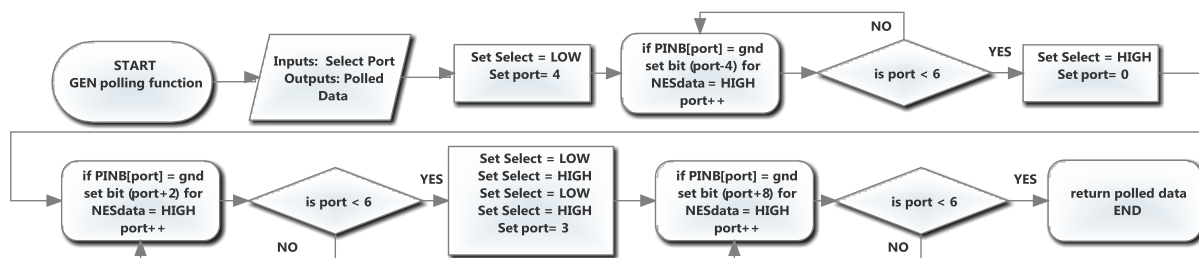 START
GEN polling function
Inputs: Select Port
Outputs: Polled
Data
Set Select = LOW
Set port= 4
if PINB[port] = gnd
set bit (port-4) for
NESdata = HIGH
port++
NO
is port < 6
YES
Set Select = HIGH
Set port= 0
if PINB[port] = gnd
set bit (port+2) for
NESdata = HIGH
port++
is port < 6
YES
NO
Set Select = LOW
Set Select = HIGH
Set Select = LOW
Set Select = HIGH
Set port= 3
if PINB[port] = gnd
set bit (port+8) for
NESdata = HIGH
port++
is port < 6
YES
NO
return polled data
END